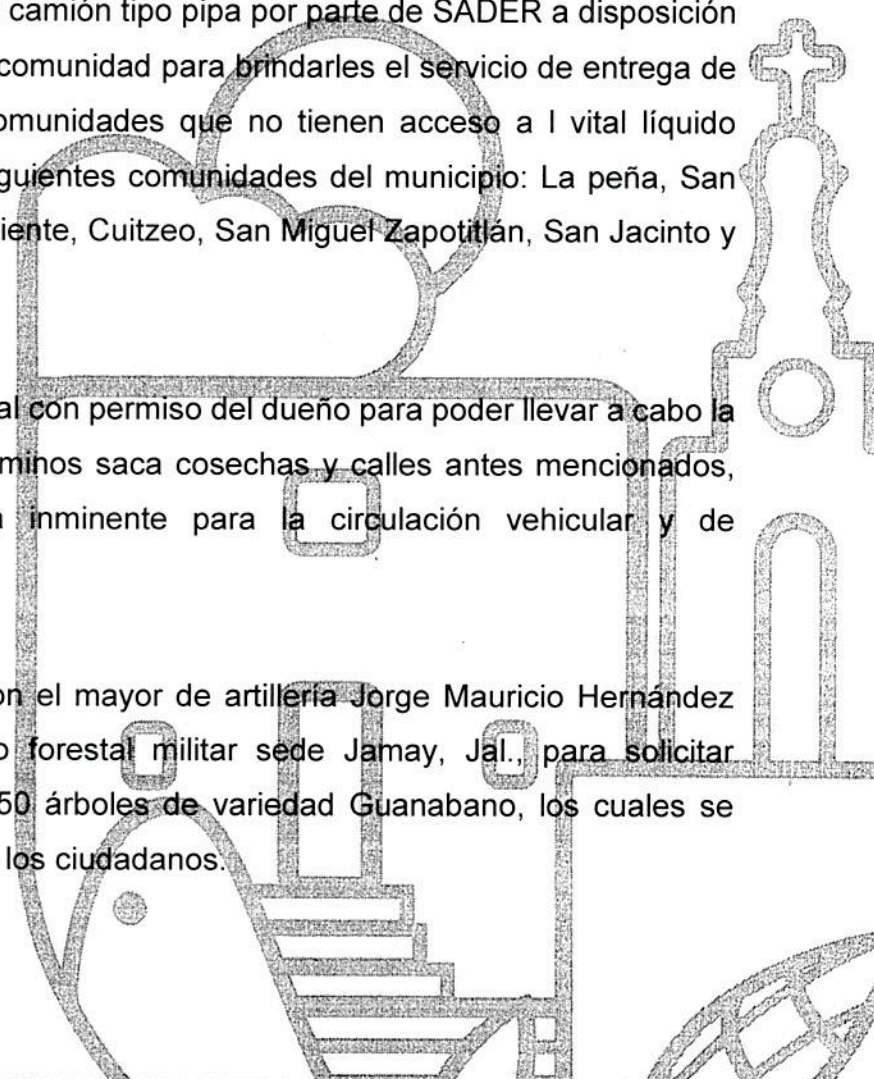 camión tipo pipa por parte de SADER a disposición
comunidad para brindarles el servicio de entrega de
omunidades que no tienen acceso a l vital líquido
guientes comunidades del municipio: La peña, San
iente, Cuitzeo, San Miguel Zapotitlán, San Jacinto y
al con permiso del dueño para poder llevar a cabo la
minos saca cosechas y calles antes mencionados,
inminente para la circulación vehicular y de
on el mayor de artillería Jorge Mauricio Hernández
o forestal militar sede Jamay, Jal., para solicitar
50 árboles de variedad Guanabano, los cuales se
los ciudadanos.